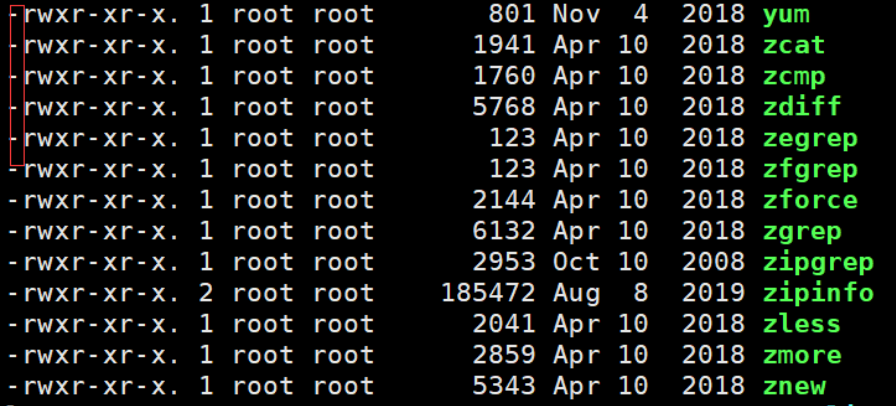 -rwxr-xr-x. 1 root root 801 Nov 4 2018 yum
-rwxr-xr-x. 1 root root 1941 Apr 10 2018 zcat
-rwxr-xr-x. 1 root root 1760 Apr 10 2018 zcmp
-rwxr-xr-x. 1 root root 5768 Apr 10 2018 zdiff
-rwxr-xr-x. 1 root root 123 Apr 10 2018 zegrep
-rwxr-xr-x. 1 root root 123 Apr 10 2018 zfgrep
-rwxr-xr-x. 1 root root 2144 Apr 10 2018 zforce
-rwxr-xr-x. 1 root root 6132 Apr 10 2018 zgrep
-rwxr-xr-x. 1 root root 2953 Oct 10 2008 zipgrep
-rwxr-xr-x. 2 root root 185472 Aug 8 2019 zipinfo
-rwxr-xr-x. 1 root root 2041 Apr 10 2018 zless
-rwxr-xr-x. 1 root root 2859 Apr 10 2018 zmore
-rwxr-xr-x. 1 root root 5343 Apr 10 2018 znew